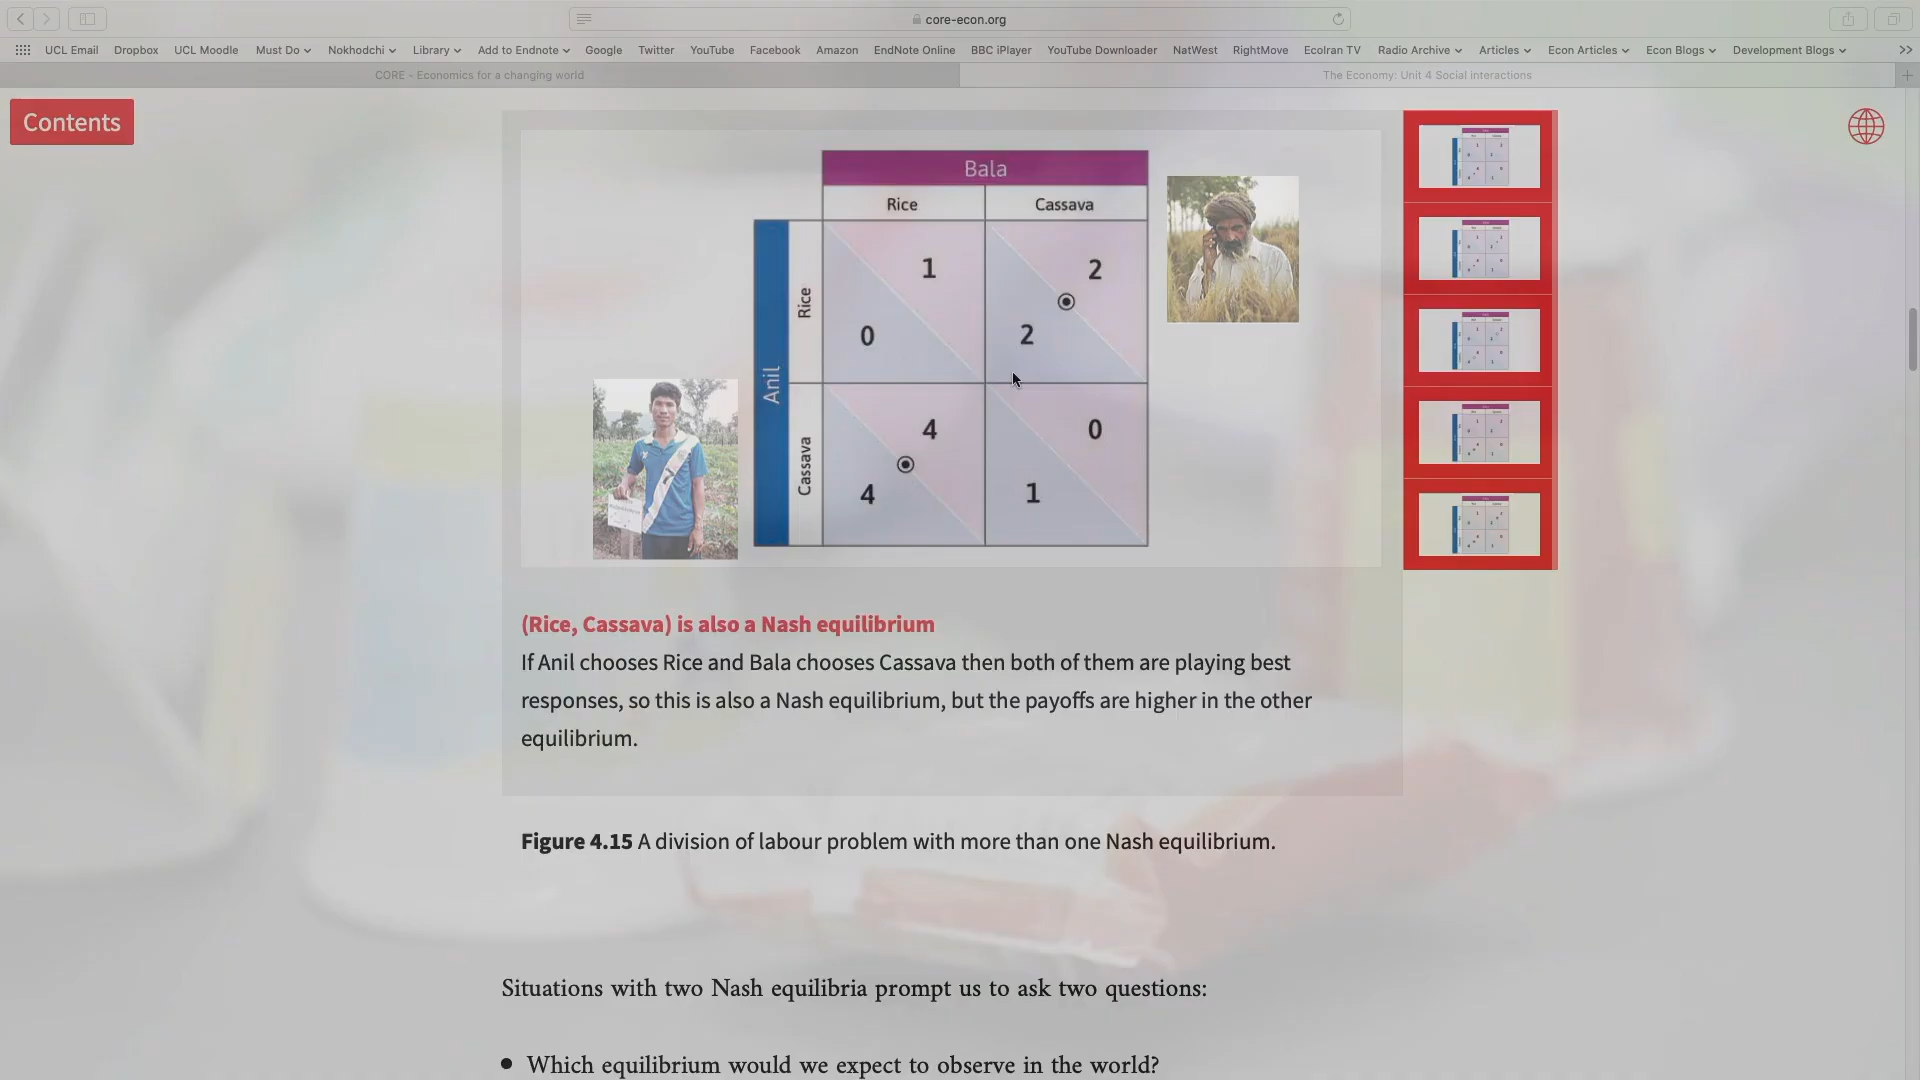 core-econ.org
UCL Email Dropbox UCL Moodle Must Do Nokhodchi Library Add to Endnote Google Twitter YouTube Facebook Amazon EndNote Online BBC iPlayer YouTube Downloader NatWest RightMove EcoIran TV Radio Archive Articles Econ Articles Econ Blogs Development Blogs
CORE - Economics for a changing world The Economy: Unit 4 Social interactions
Contents
Bala
Rice Cassava
Anil
Rice
1 2
0 2
Cassava
4 0
4 1
(Rice, Cassava) is also a Nash equilibrium
If Anil chooses Rice and Bala chooses Cassava then both of them are playing best
responses, so this is also a Nash equilibrium, but the payoffs are higher in the other
equilibrium.
Figure 4.15 A division of labour problem with more than one Nash equilibrium.
Situations with two Nash equilibria prompt us to ask two questions:
• Which equilibrium would we expect to observe in the world?